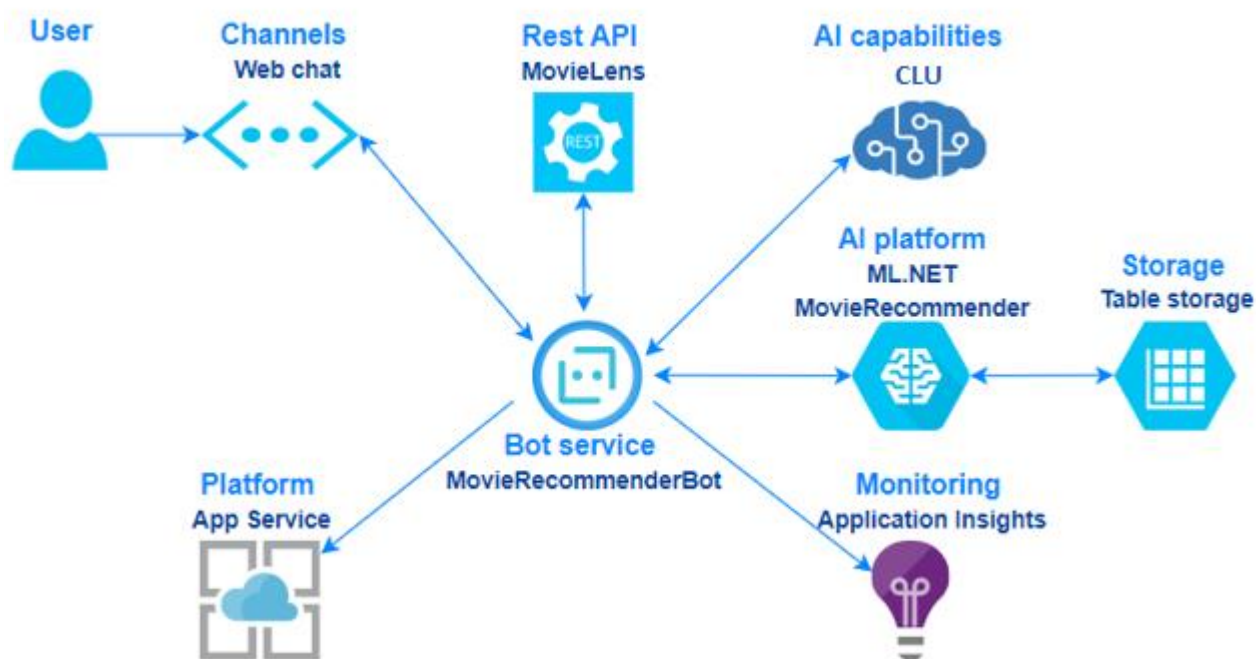 User
Channels
Web chat
Rest API
MovieLens
REST
AI capabilities
CLU
AI platform
ML.NET
MovieRecommender
Storage
Table storage
Bot service
MovieRecommenderBot
Platform
App Service
Monitoring
Application Insights